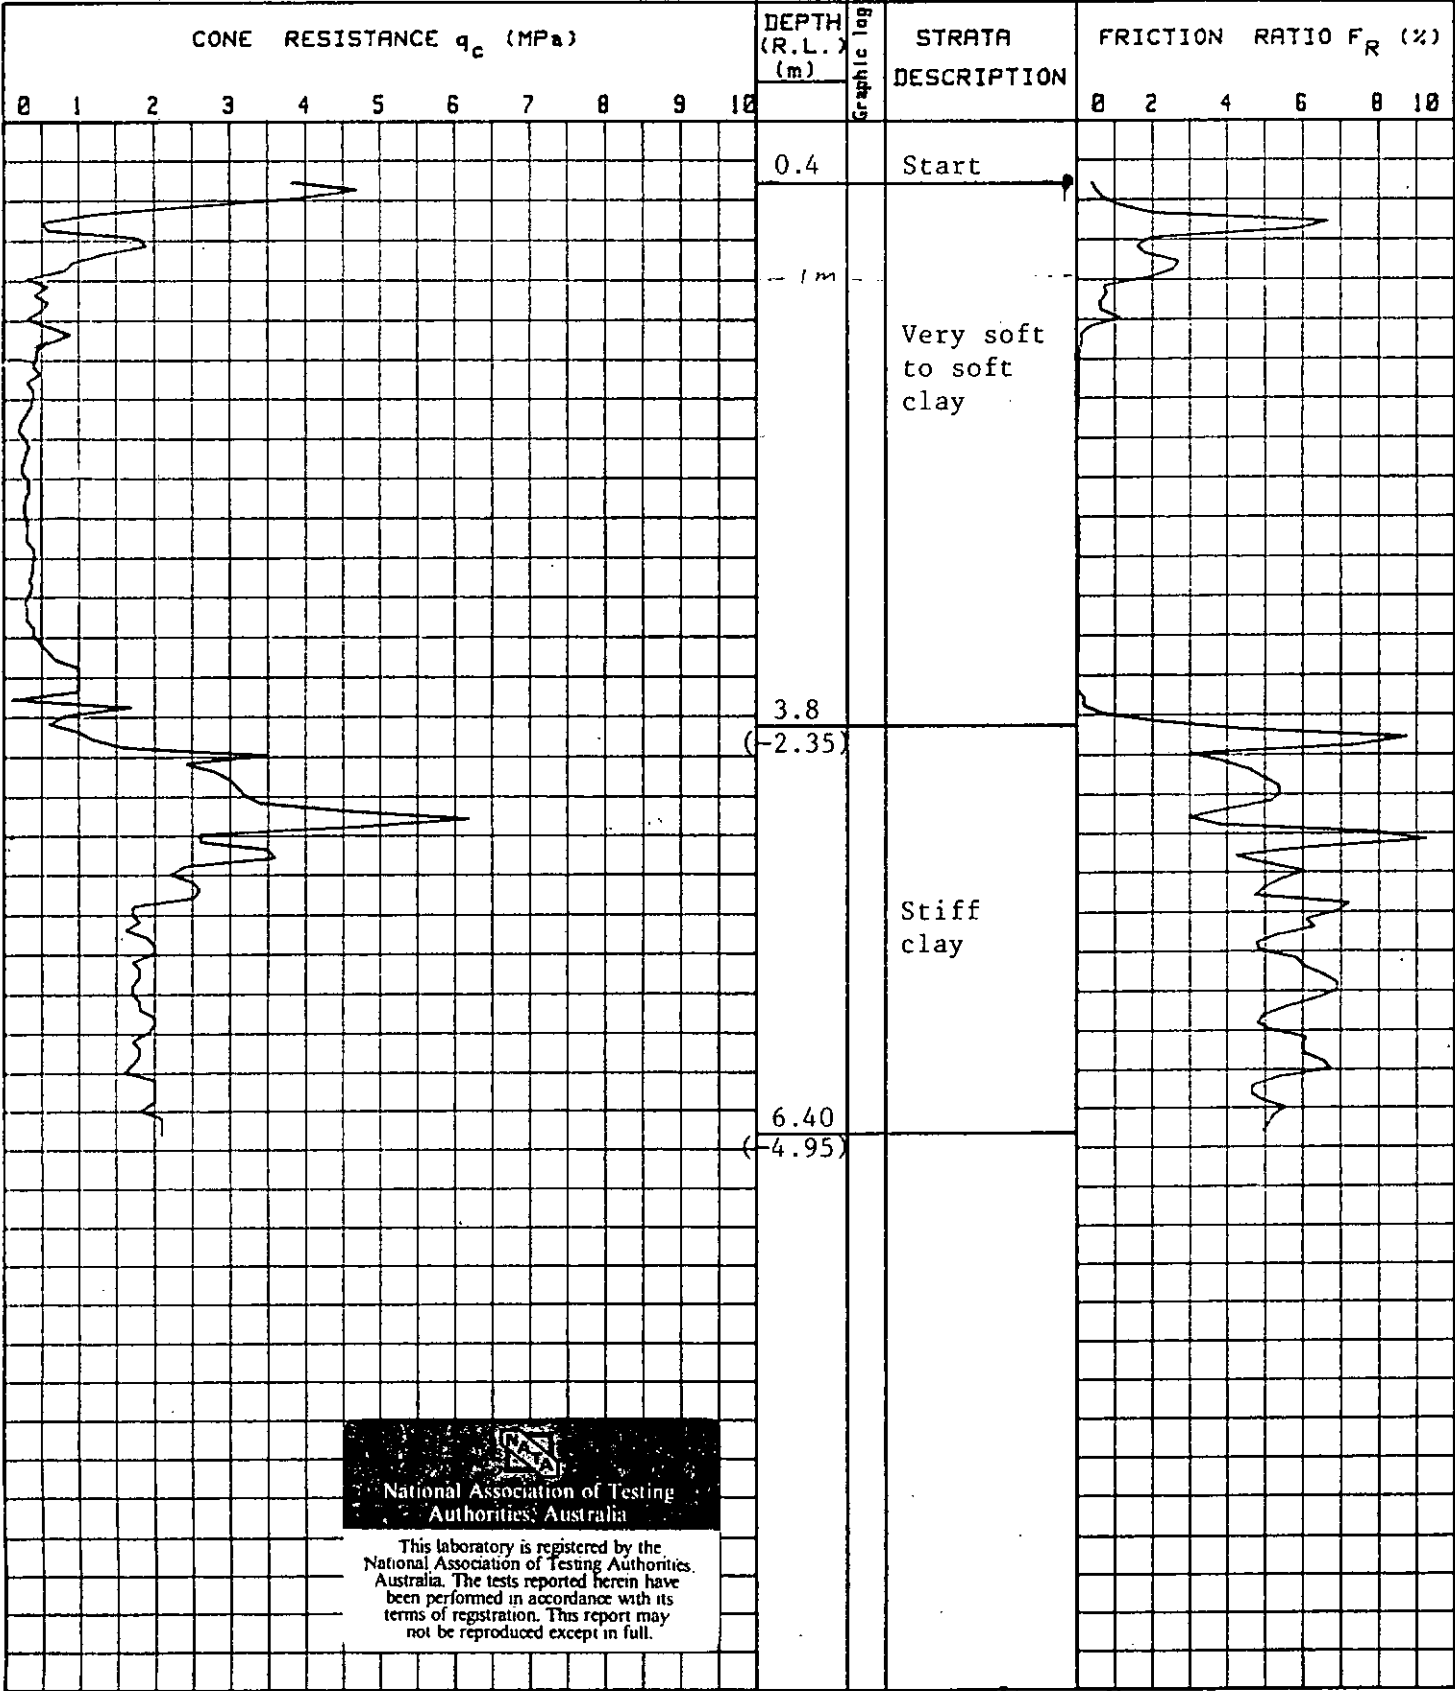 CONE RESISTANCE qc (MPa)
DEPTH
(R.L.)
(m)
Graphic log
STRATA
DESCRIPTION
FRICTION RATIO FR (%)
0 1 2 3 4 5 6 7 8 9 10
0 2 4 6 8 10
0.4
Start
- 1m -
Very soft
to soft
clay
3.8
(-2.35)
Stiff
clay
6.40
(-4.95)
NATA
National Association of Testing
Authorities, Australia
This laboratory is registered by the
National Association of Testing Authorities.
Australia. The tests reported herein have
been performed in accordance with its
terms of registration. This report may
not be reproduced except in full.